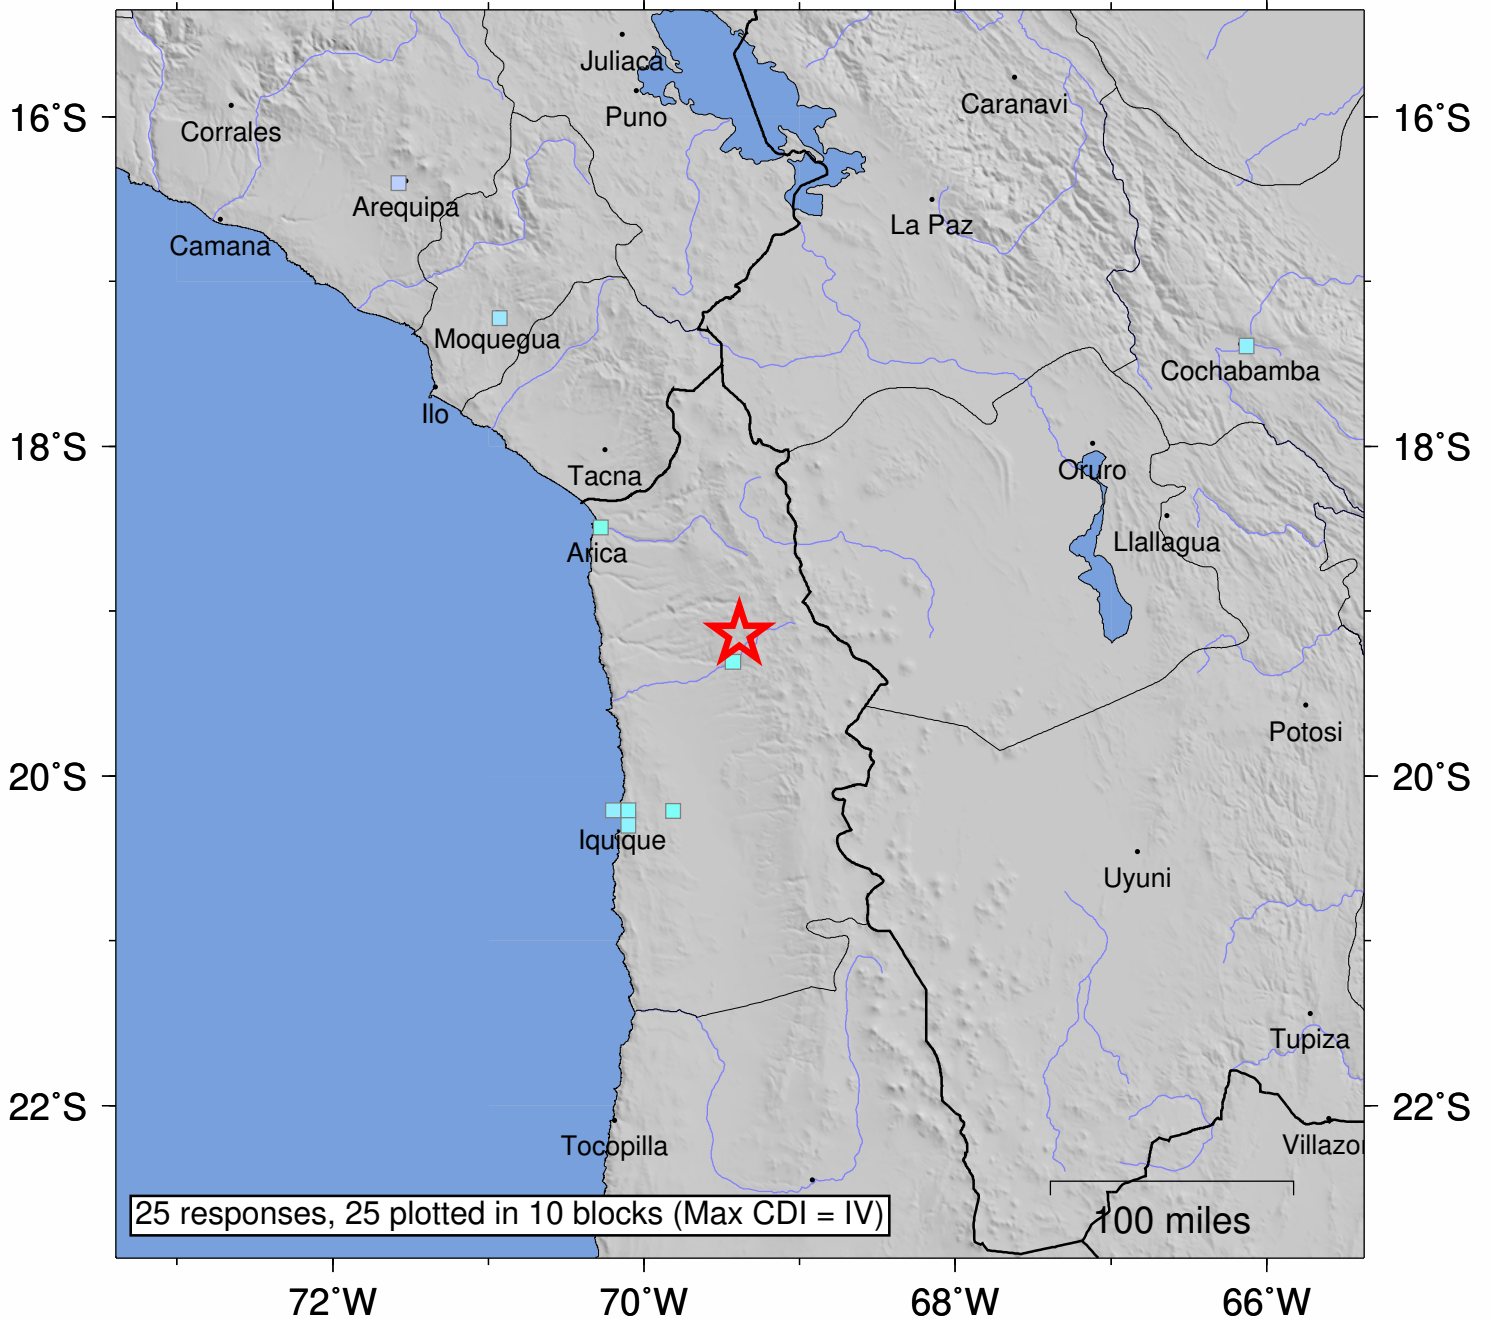 Juliaca
Caranavi
16˚S
16˚S
Puno
Corrales
Arequipa
La Paz
Camana
Moquegua
Cochabamba
Ilo
18˚S
18˚S
Oruro
Tacna
Llallagua
Arica
Potosi
20˚S
20˚S
Iquique
Uyuni
Tupiza
22˚S
22˚S
Tocopilla
Villazon
25 responses, 25 plotted in 10 blocks (Max CDI = IV)
100 miles
72˚W
70˚W
68˚W
66˚W